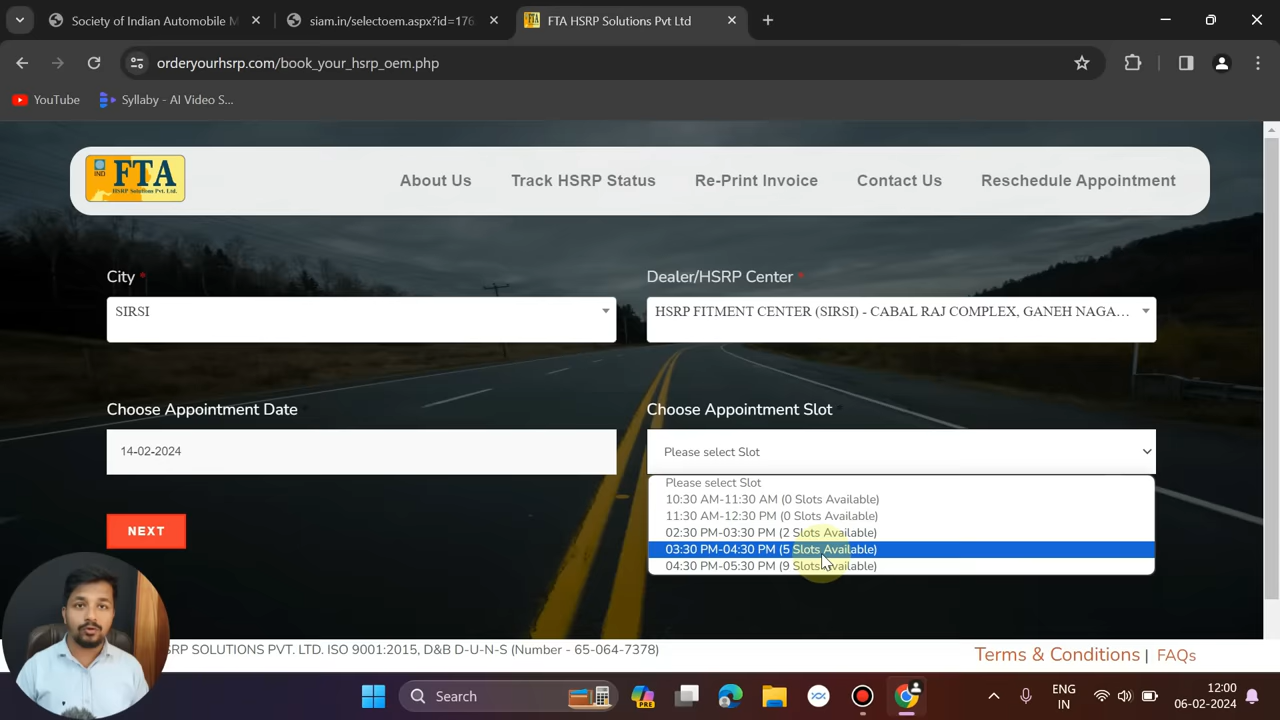 Society of Indian Automobile M
siam.in/selectoem.aspx?id=176
FTA HSRP Solutions Pvt Ltd
orderyourhsrp.com/book_your_hsrp_oem.php
YouTube
Syllaby - AI Video S...
IND
FTA
HSRP Solutions Pvt. Ltd.
About Us
Track HSRP Status
Re-Print Invoice
Contact Us
Reschedule Appointment
City *
Dealer/HSRP Center *
SIRSI
HSRP FITMENT CENTER (SIRSI) - CABAL RAJ COMPLEX, GANEH NAGA...
Choose Appointment Date
Choose Appointment Slot
14-02-2024
Please select Slot
Please select Slot
10:30 AM-11:30 AM (0 Slots Available)
11:30 AM-12:30 PM (0 Slots Available)
02:30 PM-03:30 PM (2 Slots Available)
03:30 PM-04:30 PM (5 Slots Available)
04:30 PM-05:30 PM (9 Slots Available)
NEXT
SRP SOLUTIONS PVT. LTD. ISO 9001:2015, D&B D-U-N-S (Number - 65-064-7378)
Terms & Conditions | FAQs
Search
PRE
ENG
IN
12:00
06-02-2024